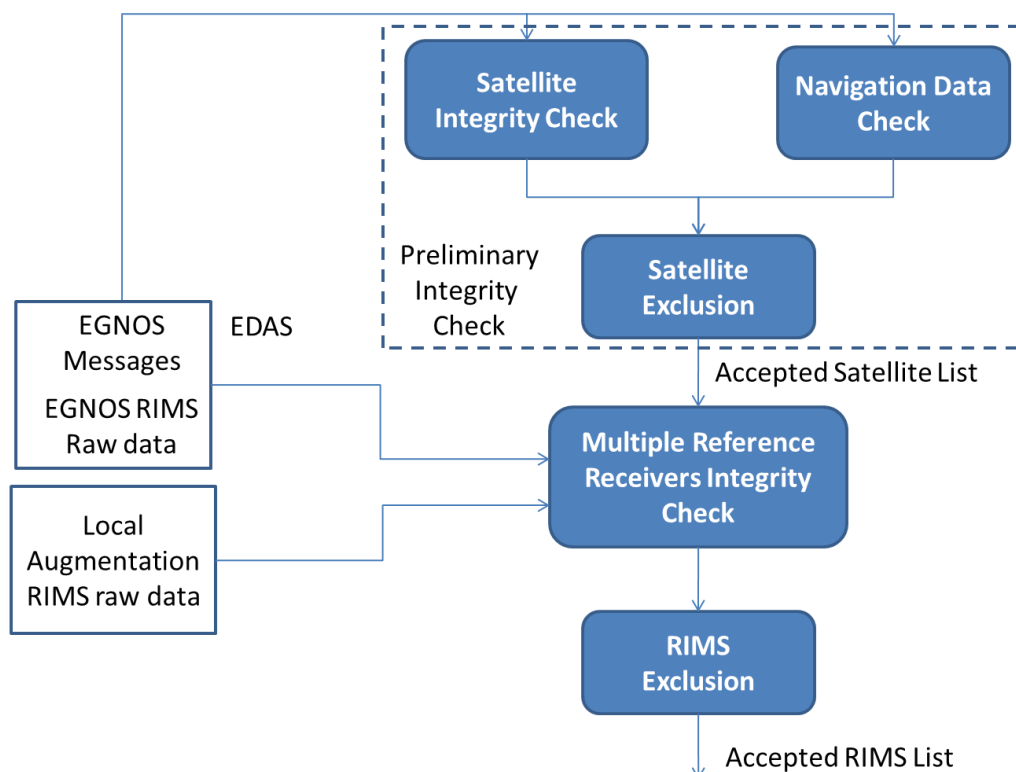 Satellite
Integrity Check
Navigation Data
Check
Preliminary
Integrity
Check
Satellite
Exclusion
EGNOS
Messages
EGNOS RIMS
Raw data
EDAS
Accepted Satellite List
Multiple Reference
Receivers Integrity
Check
Local
Augmentation
RIMS raw data
RIMS
Exclusion
Accepted RIMS List